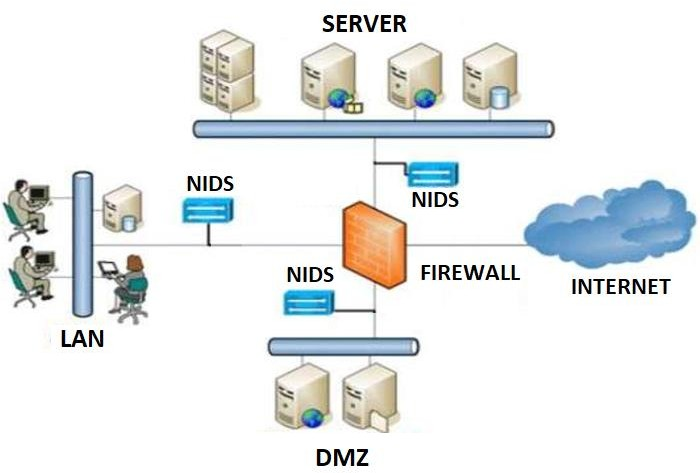 SERVER
NIDS
NIDS
FIREWALL
NIDS
INTERNET
LAN
DMZ